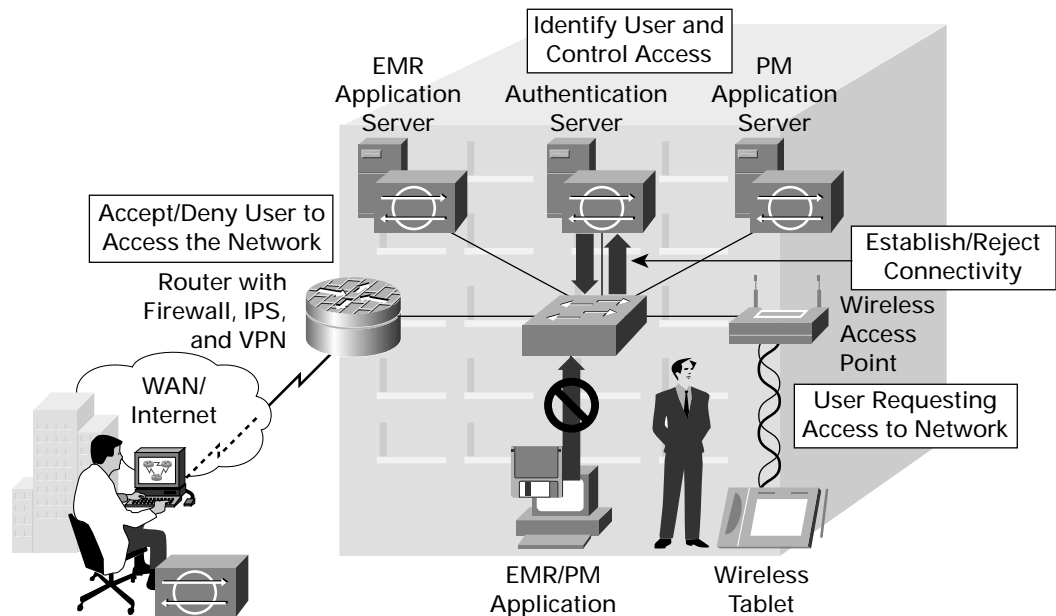 Identify User and
Control Access
EMR
Application
Server
Authentication
Server
PM
Application
Server
Accept/Deny User to
Access the Network
Establish/Reject
Connectivity
Router with
Firewall, IPS,
and VPN
Wireless
Access
Point
WAN/
Internet
User Requesting
Access to Network
EMR/PM
Application
Wireless
Tablet